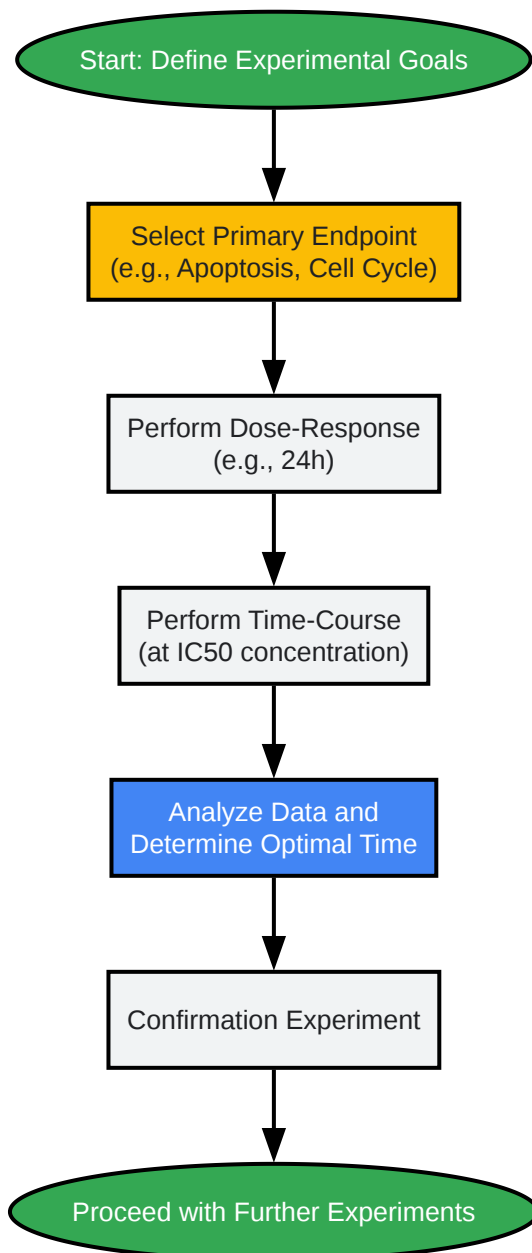 Start: Define Experimental Goals
Select Primary Endpoint
(e.g., Apoptosis, Cell Cycle)
Perform Dose-Response
(e.g., 24h)
Perform Time-Course
(at IC50 concentration)
Analyze Data and
Determine Optimal Time
Confirmation Experiment
Proceed with Further Experiments